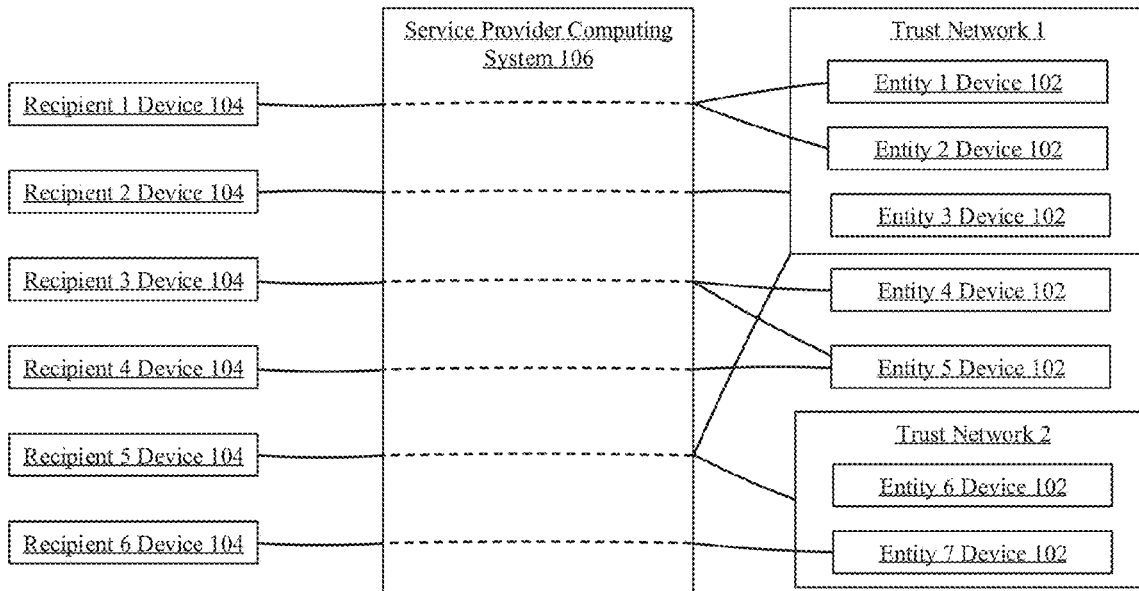 Service Provider Computing
System 106
Trust Network 1
Entity 1 Device 102
Recipient 1 Device 104
Entity 2 Device 102
Recipient 2 Device 104
Entity 3 Device 102
Recipient 3 Device 104
Entity 4 Device 102
Recipient 4 Device 104
Entity 5 Device 102
Trust Network 2
Recipient 5 Device 104
Entity 6 Device 102
Recipient 6 Device 104
Entity 7 Device 102